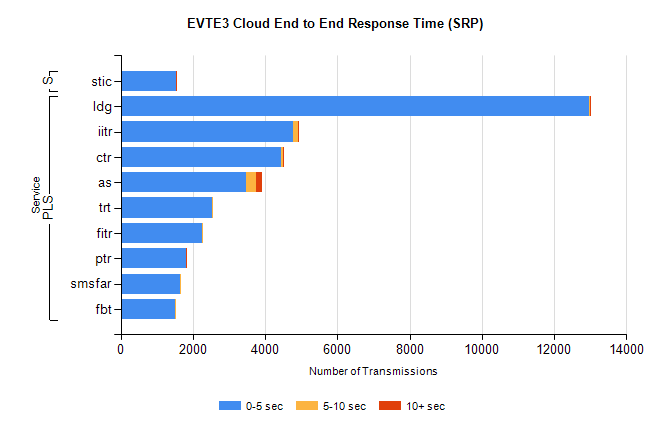 EVTE3 Cloud End to End Response Time (SRP)
S
stic
Service
PLS
ldg
iitr
ctr
as
trt
fitr
ptr
smsfar
fbt
0 2000 4000 6000 8000 10000 12000 14000
Number of Transmissions
0-5 sec 5-10 sec 10+ sec